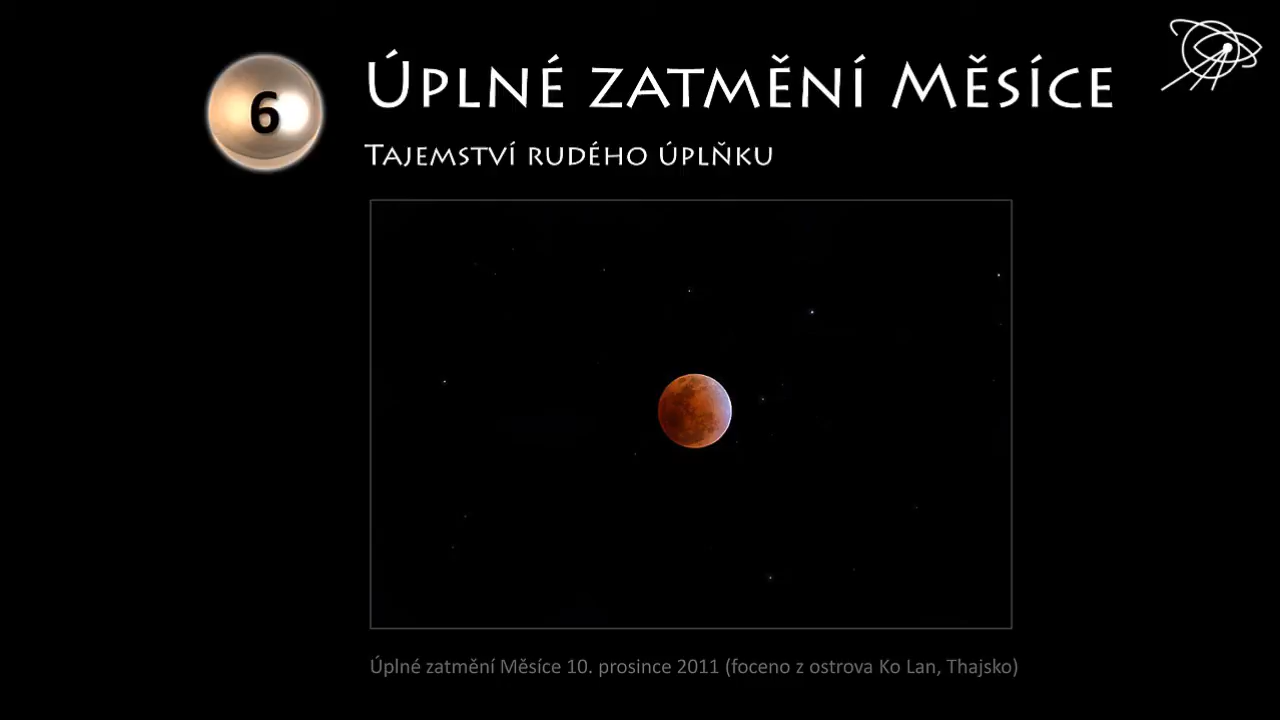 6
Úplné zatmění Měsíce
Tajemství rudého úplňku
Úplné zatmění Měsíce 10. prosince 2011 (foceno z ostrova Ko Lan, Thajsko)